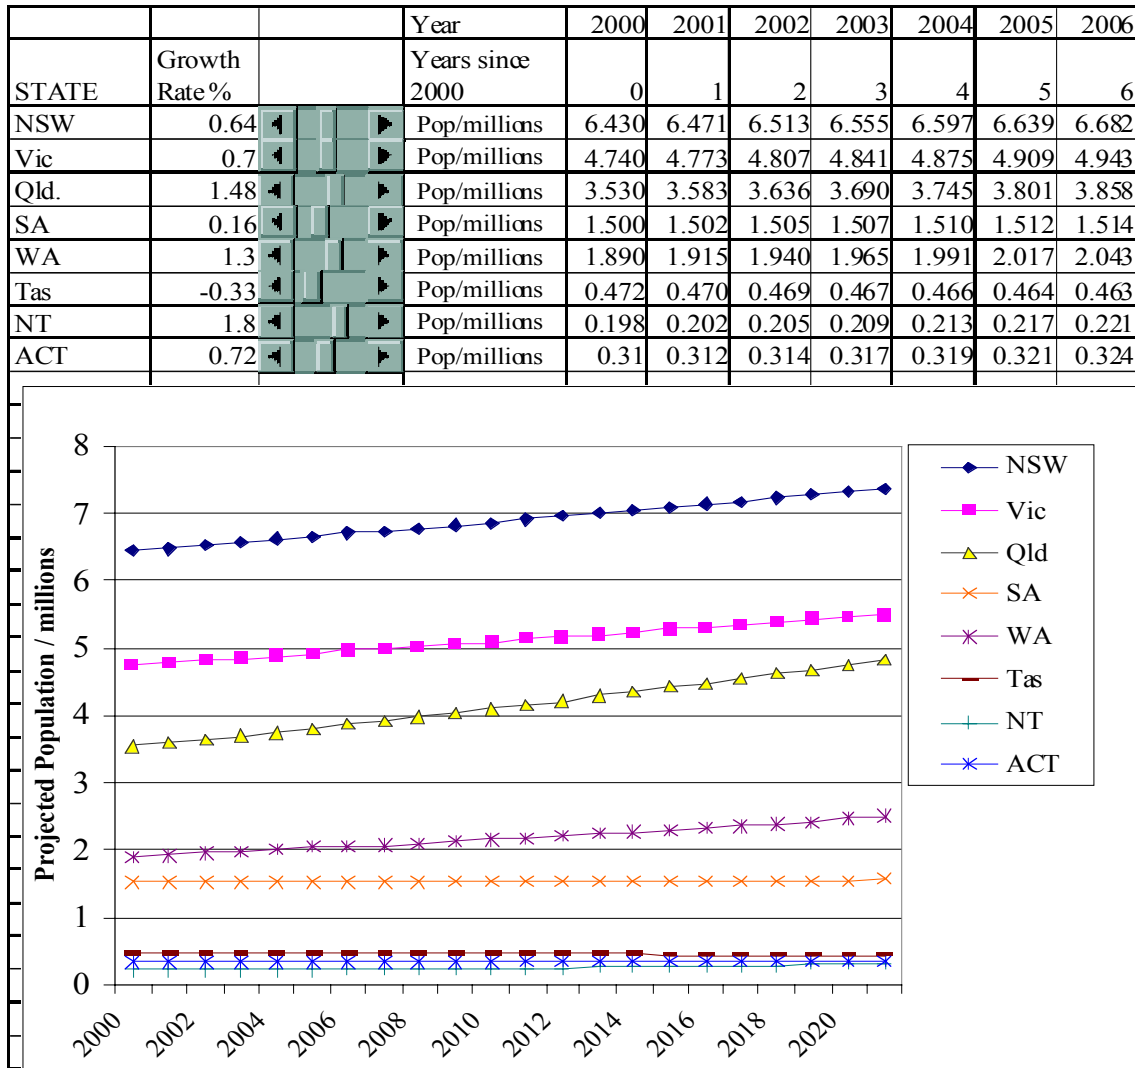 Year 2000 2001 2002 2003 2004 2005 2006
STATE Growth Rate% Years since 2000 0 1 2 3 4 5 6
NSW 0.64 Pop/millions 6.430 6.471 6.513 6.555 6.597 6.639 6.682
Vic 0.7 Pop/millions 4.740 4.773 4.807 4.841 4.875 4.909 4.943
Qld. 1.48 Pop/millions 3.530 3.583 3.636 3.690 3.745 3.801 3.858
SA 0.16 Pop/millions 1.500 1.502 1.505 1.507 1.510 1.512 1.514
WA 1.3 Pop/millions 1.890 1.915 1.940 1.965 1.991 2.017 2.043
Tas -0.33 Pop/millions 0.472 0.470 0.469 0.467 0.466 0.464 0.463
NT 1.8 Pop/millions 0.198 0.202 0.205 0.209 0.213 0.217 0.221
ACT 0.72 Pop/millions 0.31 0.312 0.314 0.317 0.319 0.321 0.324
Projected Population / millions
8
7
6
5
4
3
2
1
0
2000 2002 2004 2006 2008 2010 2012 2014 2016 2018 2020
NSW
Vic
Qld
SA
WA
Tas
NT
ACT